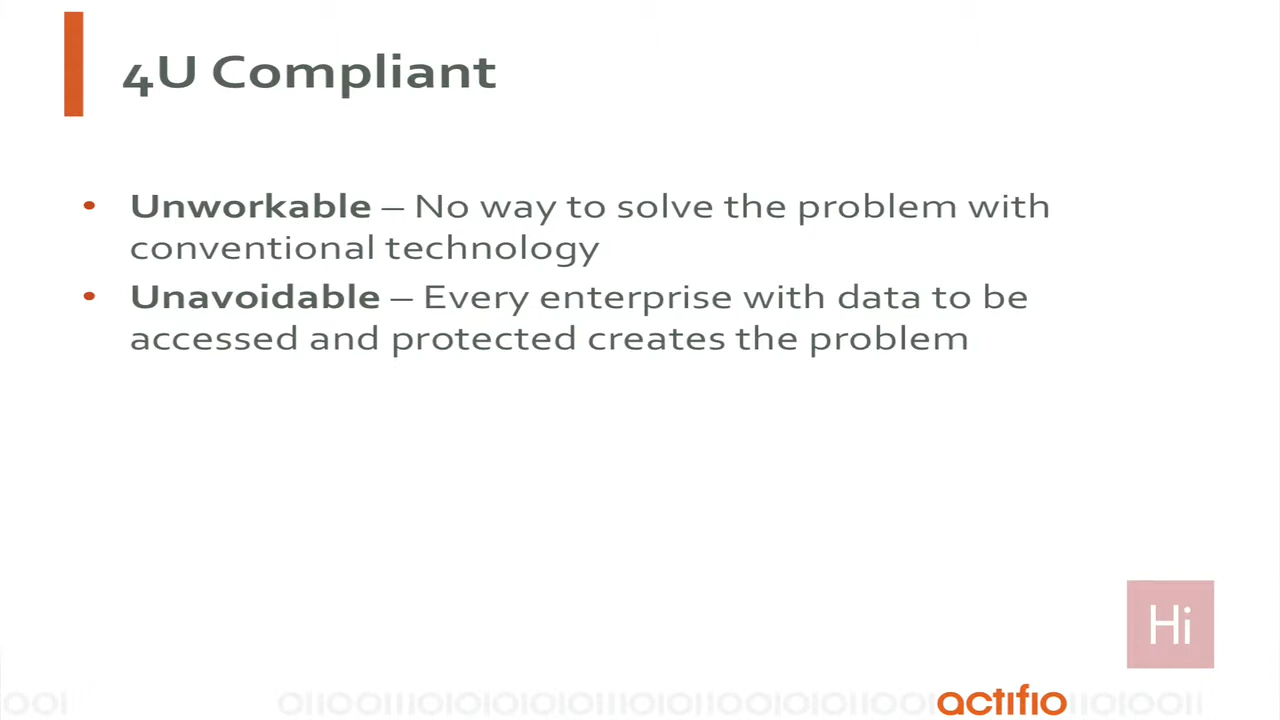 4U Compliant
• Unworkable – No way to solve the problem with
conventional technology
• Unavoidable – Every enterprise with data to be
accessed and protected creates the problem
Hi
actifio